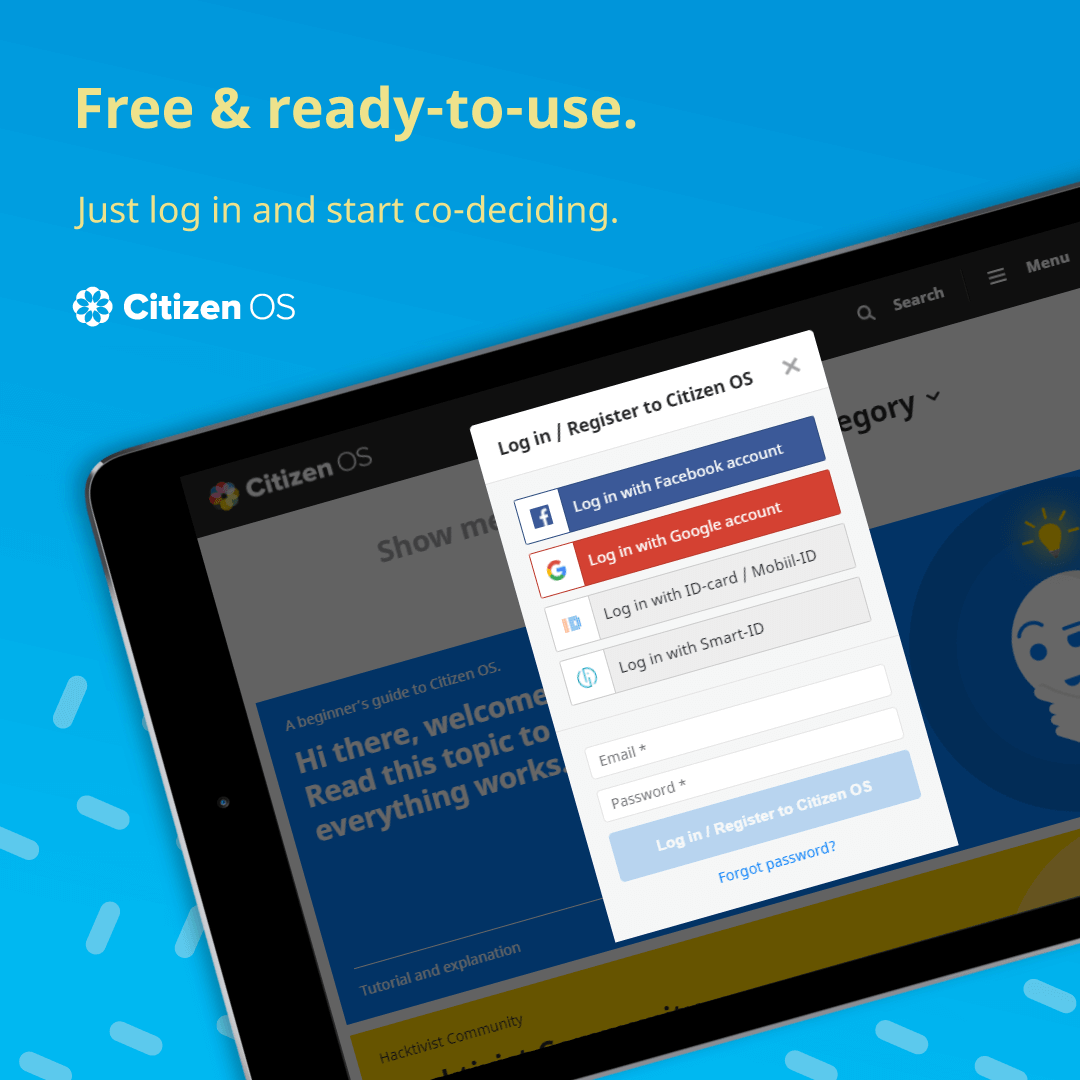 Free & ready-to-use.
Just log in and start co-deciding.
Citizen OS
Search
Menu
Citizen OS
Show me
Log in / Register to Citizen OS
Log in with Facebook account
Log in with Google account
ID
Log in with ID-card / Mobiil-ID
Log in with Smart-ID
Email *
Password *
Log in / Register to Citizen OS
Forgot password?
A beginner's guide to Citizen OS.
Hi there, welcome
Read this topic to
everything works.
Tutorial and explanation
Hacktivist Community